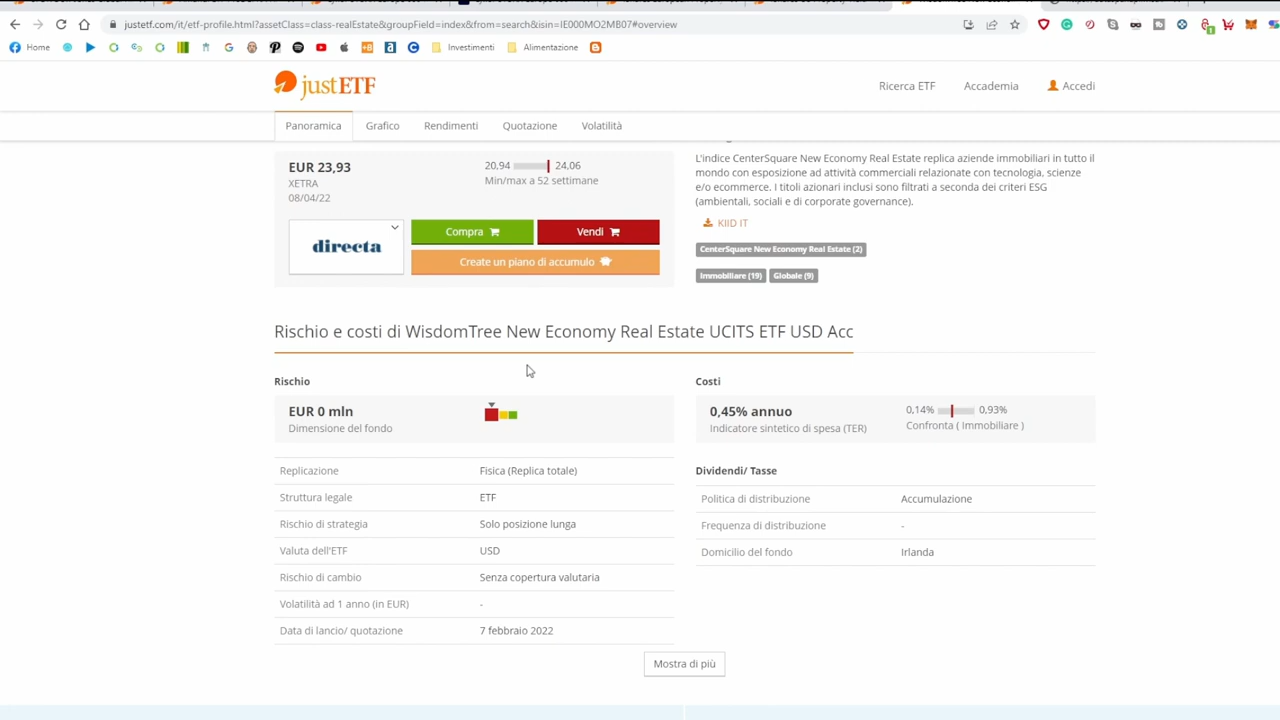 justetf.com/it/etf-profile.html?assetClass=class-realEstate&groupField=index&from=search&isin=IE000MO2MB07#overview
Home
Investimenti
Alimentazione
justETF
Ricerca ETF
Accademia
Accedi
Panoramica
Grafico
Rendimenti
Quotazione
Volatilità
EUR 23,93
XETRA
08/04/22
20,94 24,06
Min/max a 52 settimane
directa
Compra
Vendi
Create un piano di accumulo
L'indice CenterSquare New Economy Real Estate replica aziende immobiliari in tutto il
mondo con esposizione ad attività commerciali relazionate con tecnologia, scienze
e/o ecommerce. I titoli azionari inclusi sono filtrati a seconda dei criteri ESG
(ambientali, sociali e di corporate governance).
KIID IT
CenterSquare New Economy Real Estate (2)
Immobiliare (19)
Globale (9)
Rischio e costi di WisdomTree New Economy Real Estate UCITS ETF USD Acc
Rischio
EUR 0 mln
Dimensione del fondo
Replicazione Fisica (Replica totale)
Struttura legale ETF
Rischio di strategia Solo posizione lunga
Valuta dell'ETF USD
Rischio di cambio Senza copertura valutaria
Volatilità ad 1 anno (in EUR) -
Data di lancio/ quotazione 7 febbraio 2022
Costi
0,45% annuo
Indicatore sintetico di spesa (TER)
0,14% 0,93%
Confronta ( Immobiliare )
Dividendi/ Tasse
Politica di distribuzione Accumulazione
Frequenza di distribuzione -
Domicilio del fondo Irlanda
Mostra di più